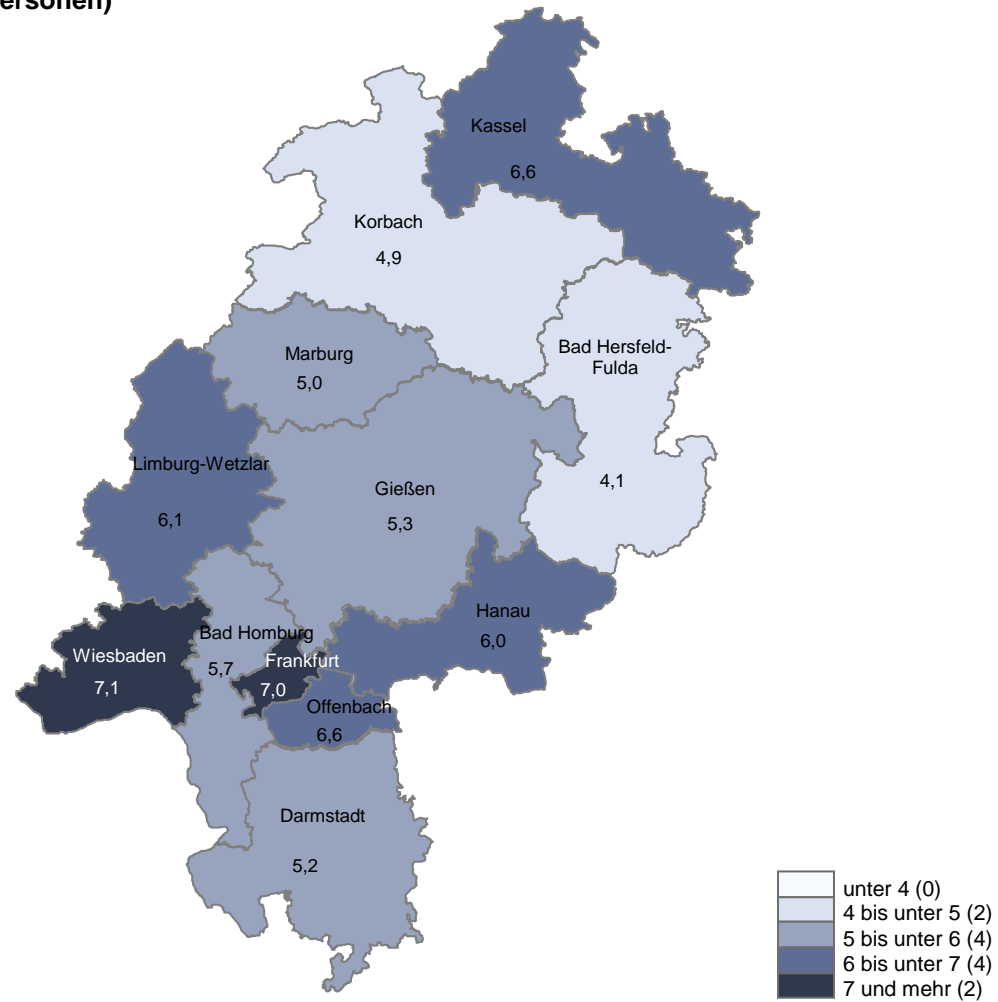 ersonen)
Kassel
6,6
Korbach
4,9
Marburg
5,0
Bad Hersfeld-
Fulda
4,1
Limburg-Wetzlar
6,1
Gießen
5,3
Hanau
6,0
Bad Homburg
5,7
Frankfurt
7,0
Wiesbaden
7,1
Offenbach
6,6
Darmstadt
5,2
unter 4 (0)
4 bis unter 5 (2)
5 bis unter 6 (4)
6 bis unter 7 (4)
7 und mehr (2)